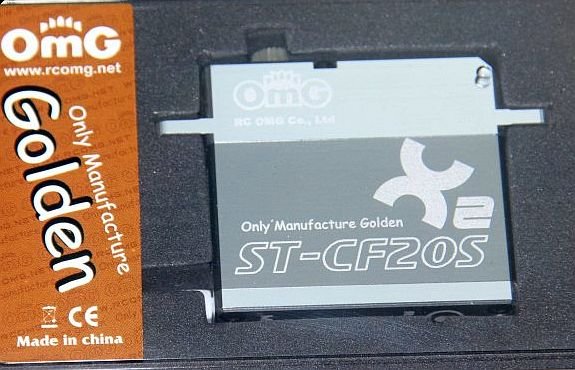 OmG
www.rcomg.net
Only Manufacture
Golden
CE
Made in china
OmG
RC OMG Co., Ltd
X2
Only Manufacture Golden
ST-CF20S